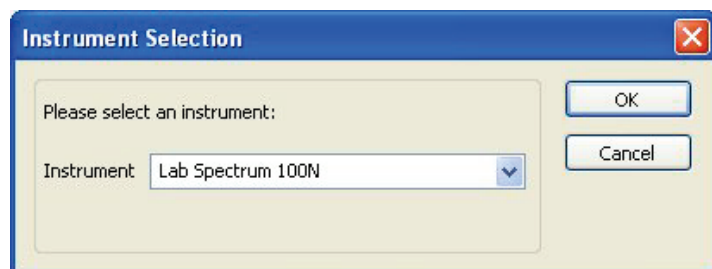 Instrument Selection
Please select an instrument:
OK
Instrument Lab Spectrum 100N
Cancel